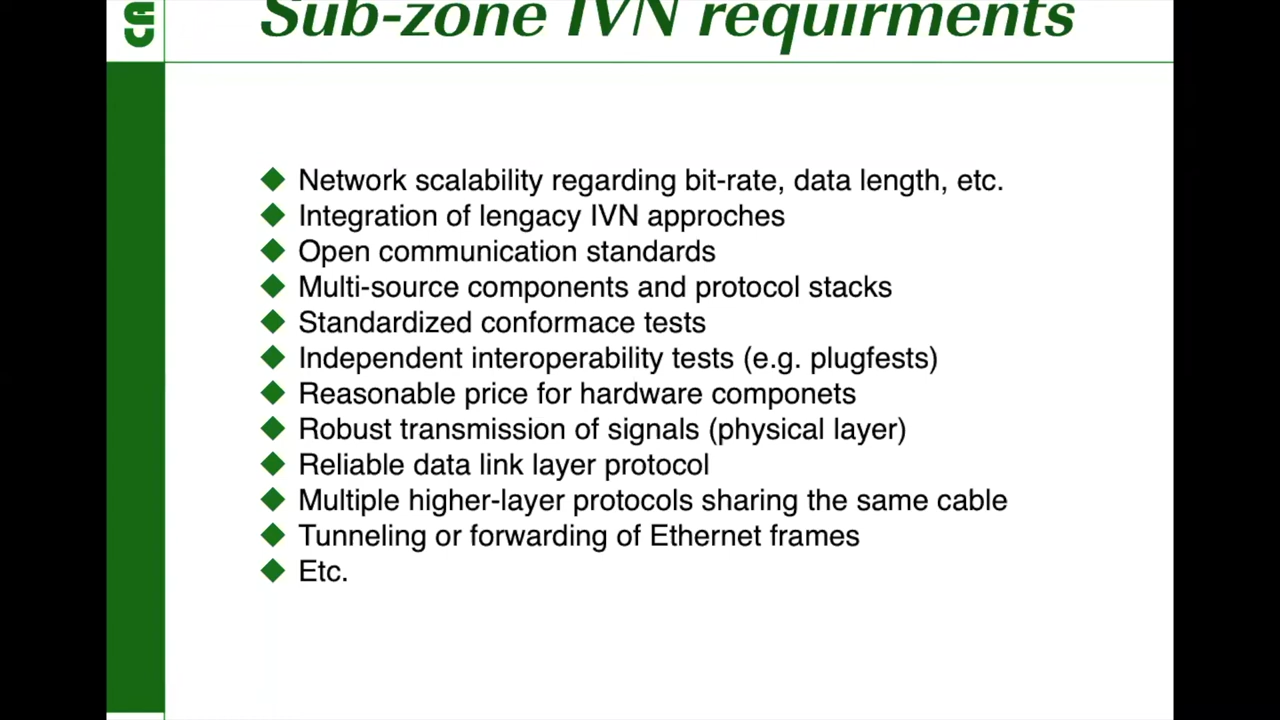 Sub-zone IVN requirments
Network scalability regarding bit-rate, data length, etc.
Integration of lengacy IVN approches
Open communication standards
Multi-source components and protocol stacks
Standardized conformace tests
Independent interoperability tests (e.g. plugfests)
Reasonable price for hardware componets
Robust transmission of signals (physical layer)
Reliable data link layer protocol
Multiple higher-layer protocols sharing the same cable
Tunneling or forwarding of Ethernet frames
Etc.